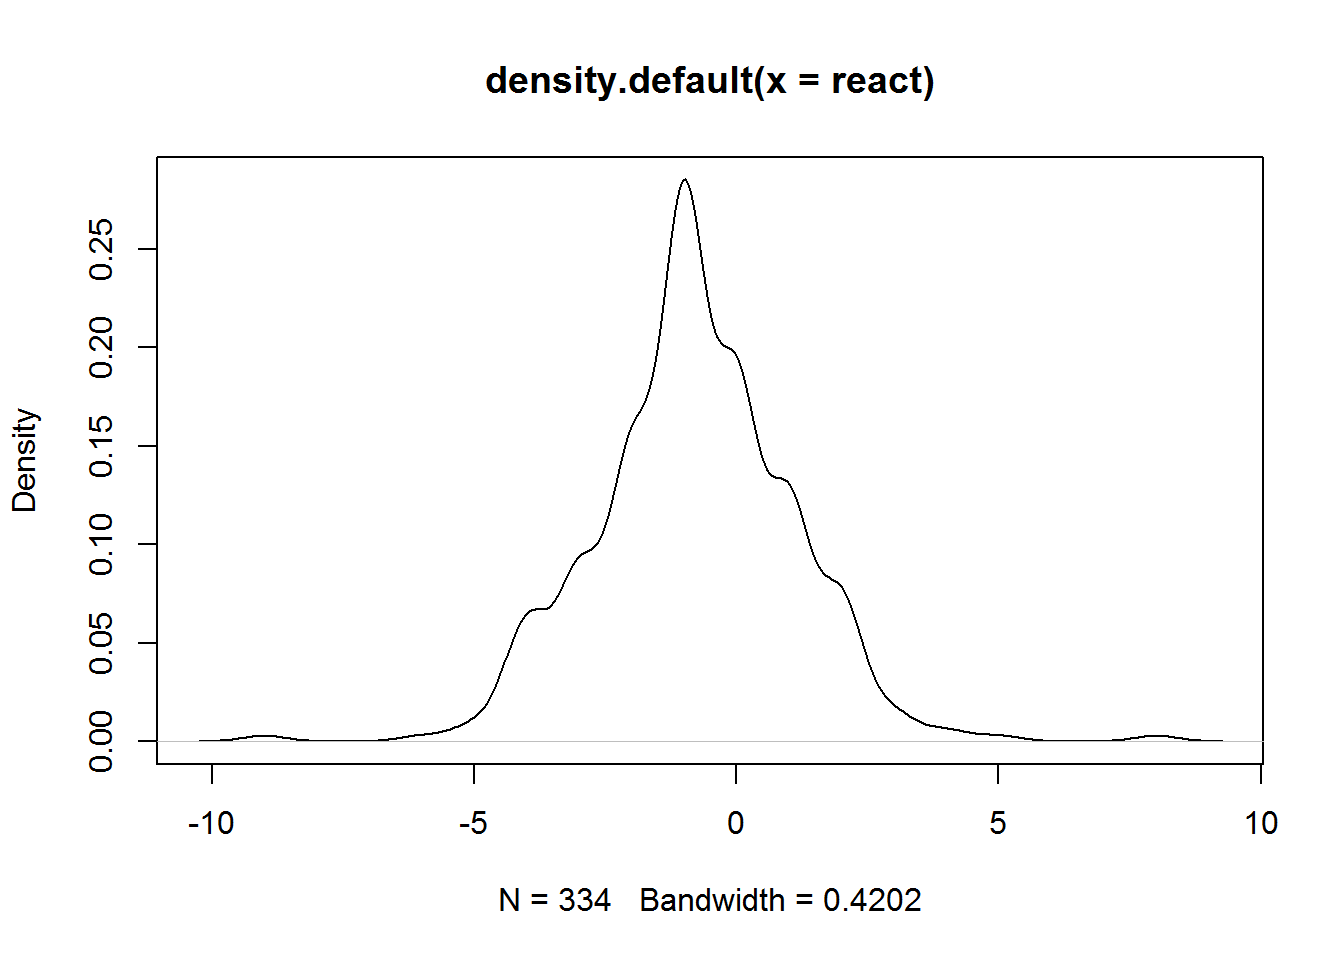 density.default(x = react)
Density
0.25
0.20
0.15
0.10
0.05
0.00
-10 -5 0 5 10
N = 334 Bandwidth = 0.4202